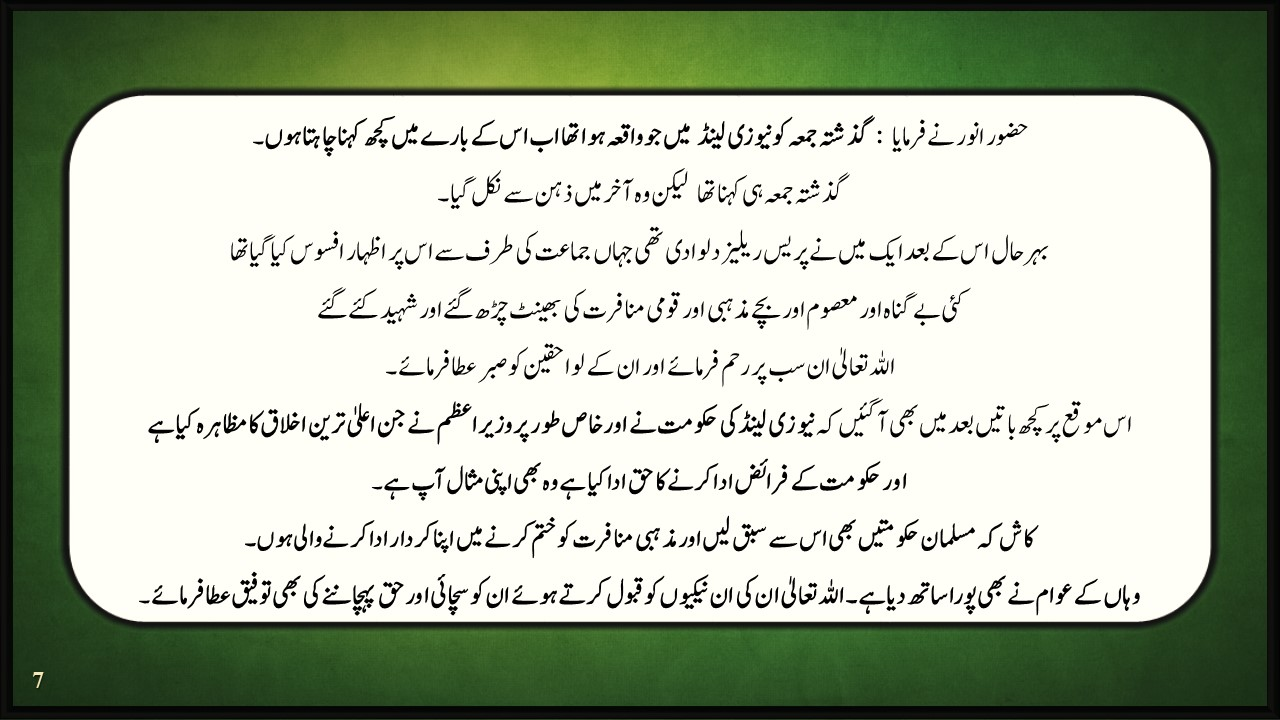 حضور انور نے فرمایا : گذشتہ جمعہ کو نیوزی لینڈ میں جو واقعہ ہوا تھا اب اس کے بارے میں کچھ کہنا چاہتا ہوں۔
گذشتہ جمعہ ہی کہنا تھا لیکن وہ آخر میں ذہن سے نکل گیا۔
بہرحال اس کے بعد ایک میں نے پریس ریلیز دلوا دی تھی جہاں جماعت کی طرف سے اس پر اظہار افسوس کیا گیا تھا
کئی بے گناہ اور معصوم اور بچے مذہبی اور قومی منافرت کی بھینٹ چڑھ گئے اور شہید کئے گئے
اللہ تعالیٰ ان سب پر رحم فرمائے اور ان کے لواحقین کو صبر عطا فرمائے۔
اس موقع پر کچھ باتیں بعد میں بھی آ گئیں کہ نیوزی لینڈ کی حکومت نے اور خاص طور پر وزیراعظم نے جن اعلیٰ ترین اخلاق کا مظاہرہ کیا ہے
اور حکومت کے فرائض ادا کرنے کا حق ادا کیا ہے وہ بھی اپنی مثال آپ ہے۔
کاش کہ مسلمان حکومتیں بھی اس سے سبق لیں اور مذہبی منافرت کو ختم کرنے میں اپنا کردار ادا کرنے والی ہوں۔
وہاں کے عوام نے بھی پورا ساتھ دیا ہے۔ اللہ تعالیٰ ان کی ان نیکیوں کو قبول کرتے ہوئے ان کو سچائی اور حق پہچاننے کی بھی توفیق عطا فرمائے۔
7